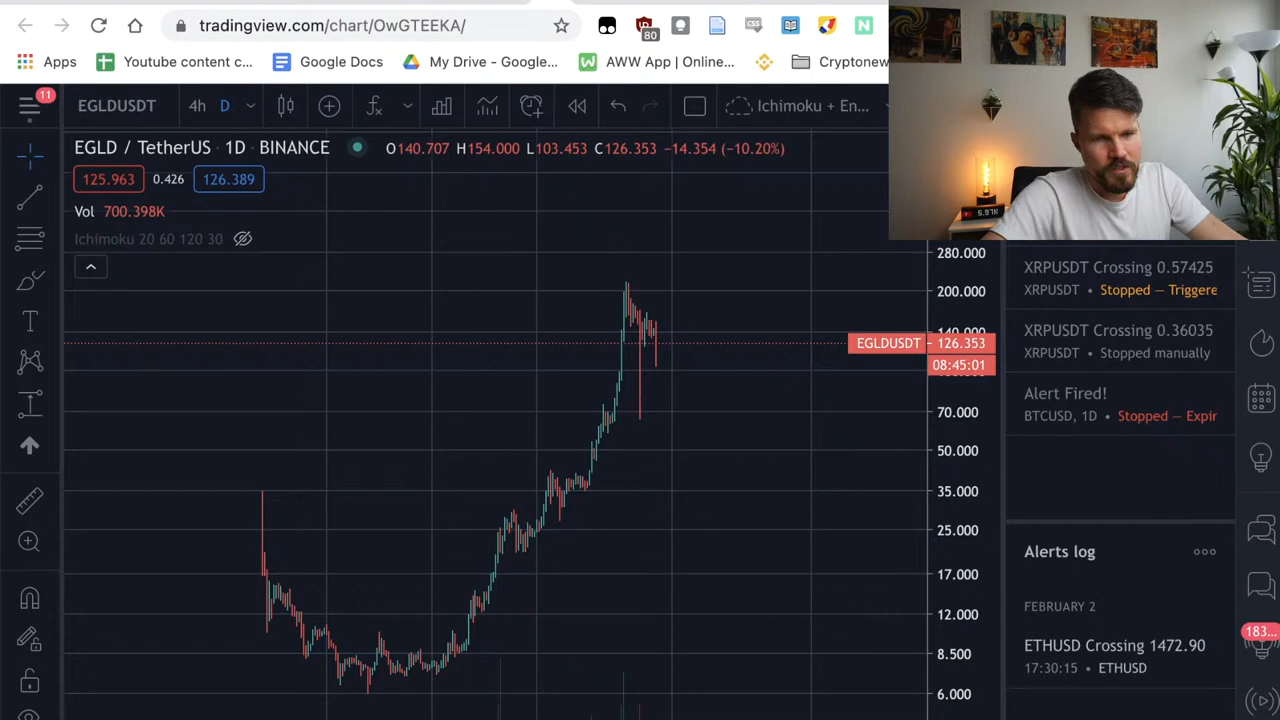 tradingview.com/chart/OwGTEEKA/
80
CSS
N
Apps
Youtube content c...
Google Docs
My Drive - Google...
AWW App | Online...
Cryptonew
11
EGLDUSDT
4h
D
Ichimoku + En...
EGLD / TetherUS · 1D · BINANCE
O140.707 H154.000 L103.453 C126.353 -14.354 (-10.20%)
125.963
0.426
126.389
Vol 700.398K
Ichimoku 20 60 120 30
280.000
200.000
140.000
EGLDUSDT
126.353
08:45:01
70.000
50.000
35.000
25.000
17.000
12.000
8.500
6.000
5.97K
XRPUSDT Crossing 0.57425
XRPUSDT • Stopped — Triggere
XRPUSDT Crossing 0.36035
XRPUSDT • Stopped manually
Alert Fired!
BTCUSD, 1D • Stopped — Expir
Alerts log
FEBRUARY 2
ETHUSD Crossing 1472.90
17:30:15 • ETHUSD
183...